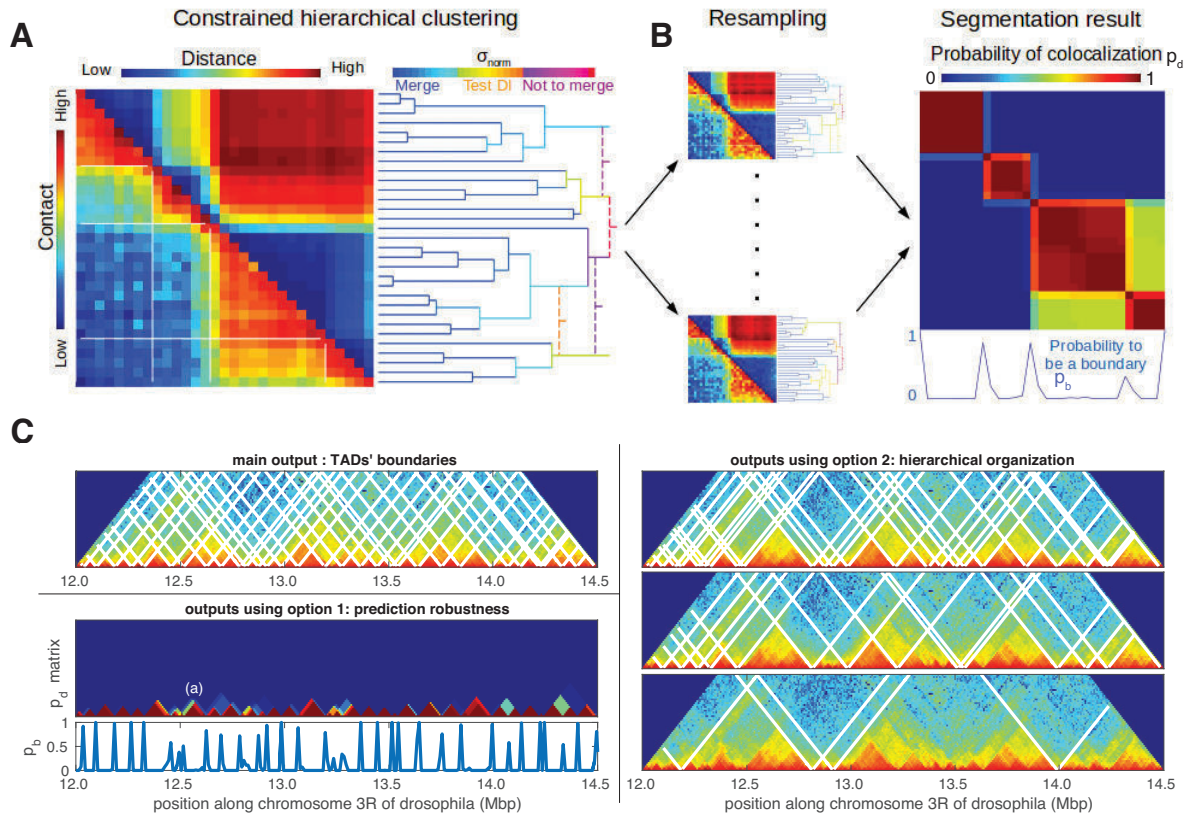 Constrained hierarchical clustering
A
Low
Distance
High
σnorm
Merge
Test DI
Not to merge
High
Contact
Low
Resampling
B
Segmentation result
Probability of colocalization pd
0
1
1
0
Probability to
be a boundary
pb
C
main output : TADs' boundaries
12.0 12.5 13.0 13.5 14.0 14.5
outputs using option 1: prediction robustness
pd matrix
(a)
pb
1
0.5
0
12.0 12.5 13.0 13.5 14.0 14.5
position along chromosome 3R of drosophila (Mbp)
outputs using option 2: hierarchical organization
12.0 12.5 13.0 13.5 14.0 14.5
position along chromosome 3R of drosophila (Mbp)